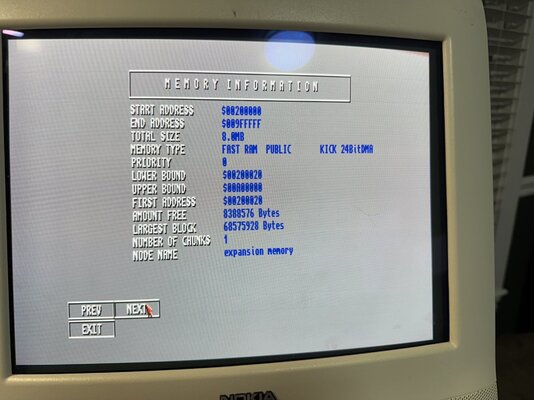 MEMORY INFORMATION
START ADDRESS $00200000
END ADDRESS $009FFFFF
TOTAL SIZE 8.0MB
MEMORY TYPE FAST RAM PUBLIC KICK 24BitDMA
PRIORITY 0
LOWER BOUND $00200020
UPPER BOUND $00A00000
FIRST ADDRESS $00200020
AMOUNT FREE 8388576 Bytes
LARGEST BLOCK 68575928 Bytes
NUMBER OF CHUNKS 1
NODE NAME expansion memory
PREV NEXT
EXIT
NOKIA